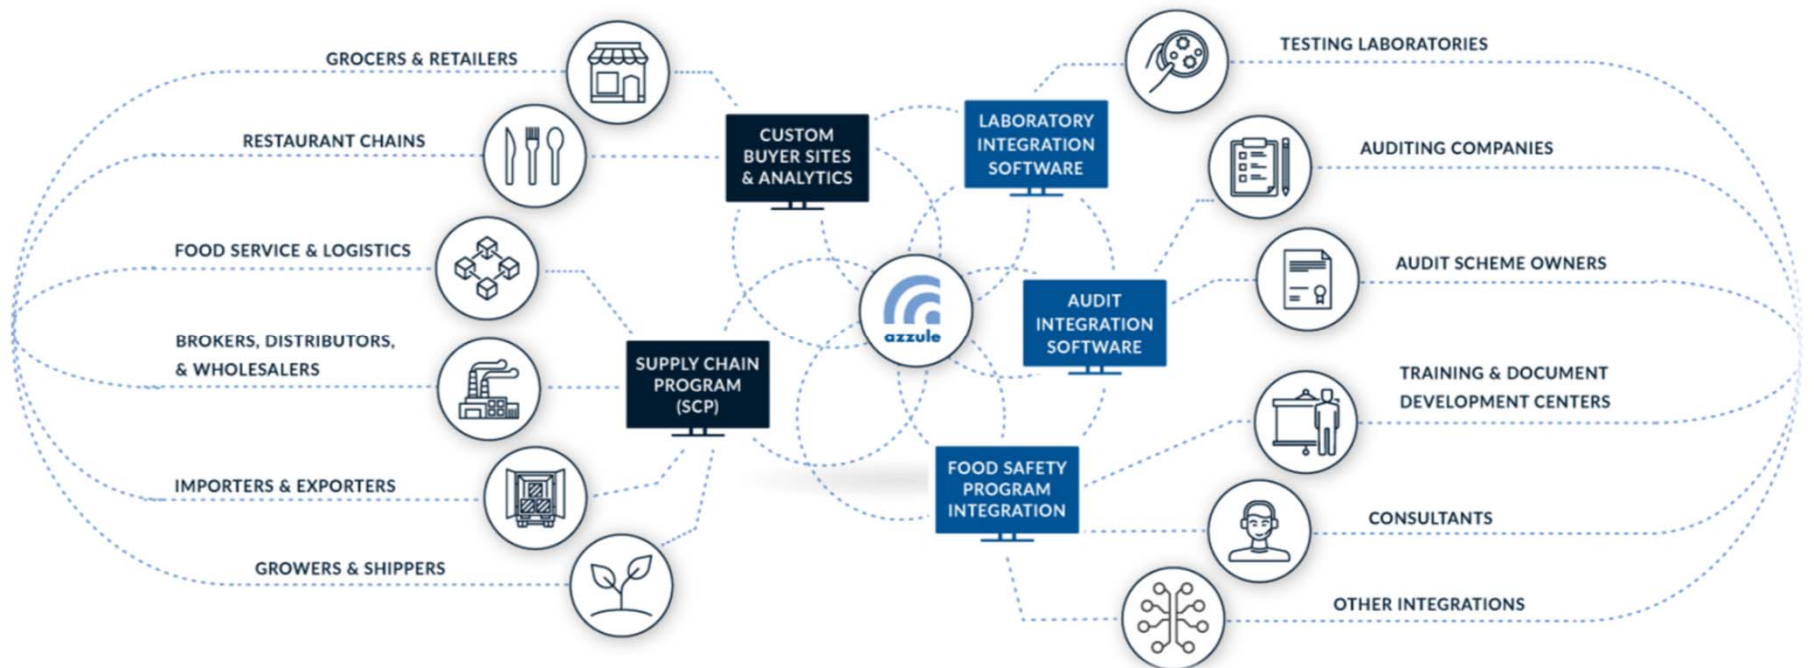 GROCERS & RETAILERS
RESTAURANT CHAINS
FOOD SERVICE & LOGISTICS
BROKERS, DISTRIBUTORS,
& WHOLESALERS
IMPORTERS & EXPORTERS
GROWERS & SHIPPERS
CUSTOM
BUYER SITES
& ANALYTICS
SUPPLY CHAIN
PROGRAM
(SCP)
azzule
LABORATORY
INTEGRATION
SOFTWARE
AUDIT
INTEGRATION
SOFTWARE
FOOD SAFETY
PROGRAM
INTEGRATION
TESTING LABORATORIES
AUDITING COMPANIES
AUDIT SCHEME OWNERS
TRAINING & DOCUMENT
DEVELOPMENT CENTERS
CONSULTANTS
OTHER INTEGRATIONS